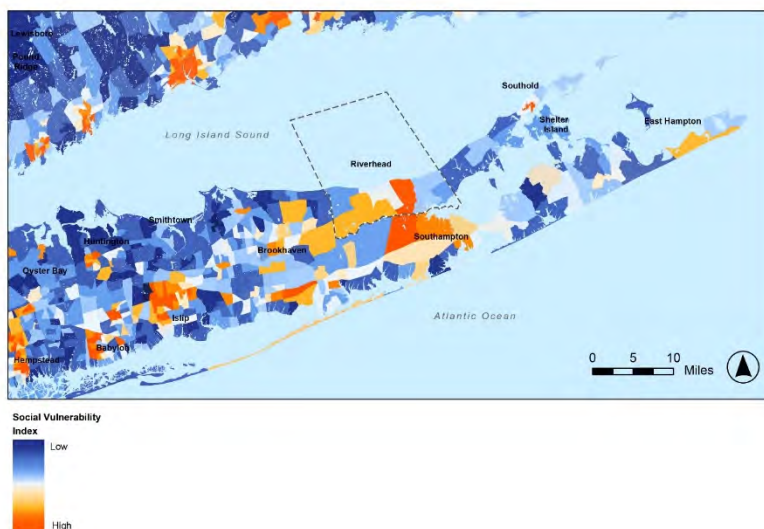 Lewisboro
Pound
Ridge
Southold
Shelter
Island
East Hampton
Long Island Sound
Riverhead
Smithtown
Huntington
Brookhaven
Southampton
Oyster Bay
Islip
Atlantic Ocean
Babylon
Hempstead
0 5 10
Miles
Social Vulnerability
Index
Low
High